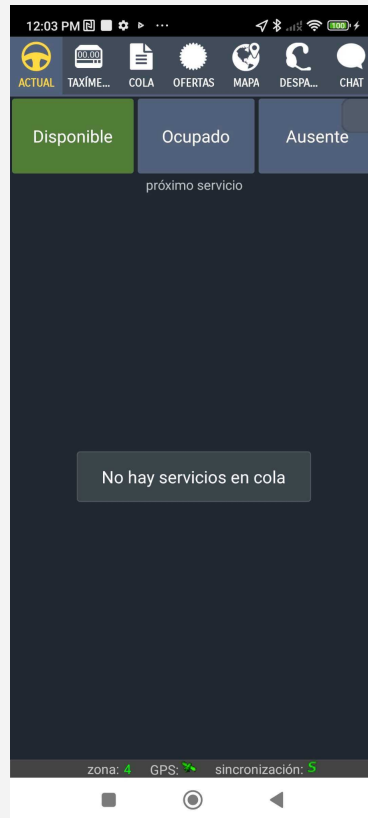 12:03 PM ... 100
00.00
ACTUAL TAXÍME... COLA OFERTAS MAPA DESPA... CHAT
Disponible Ocupado Ausente
próximo servicio
No hay servicios en cola
zona: 4 GPS: sincronización: S